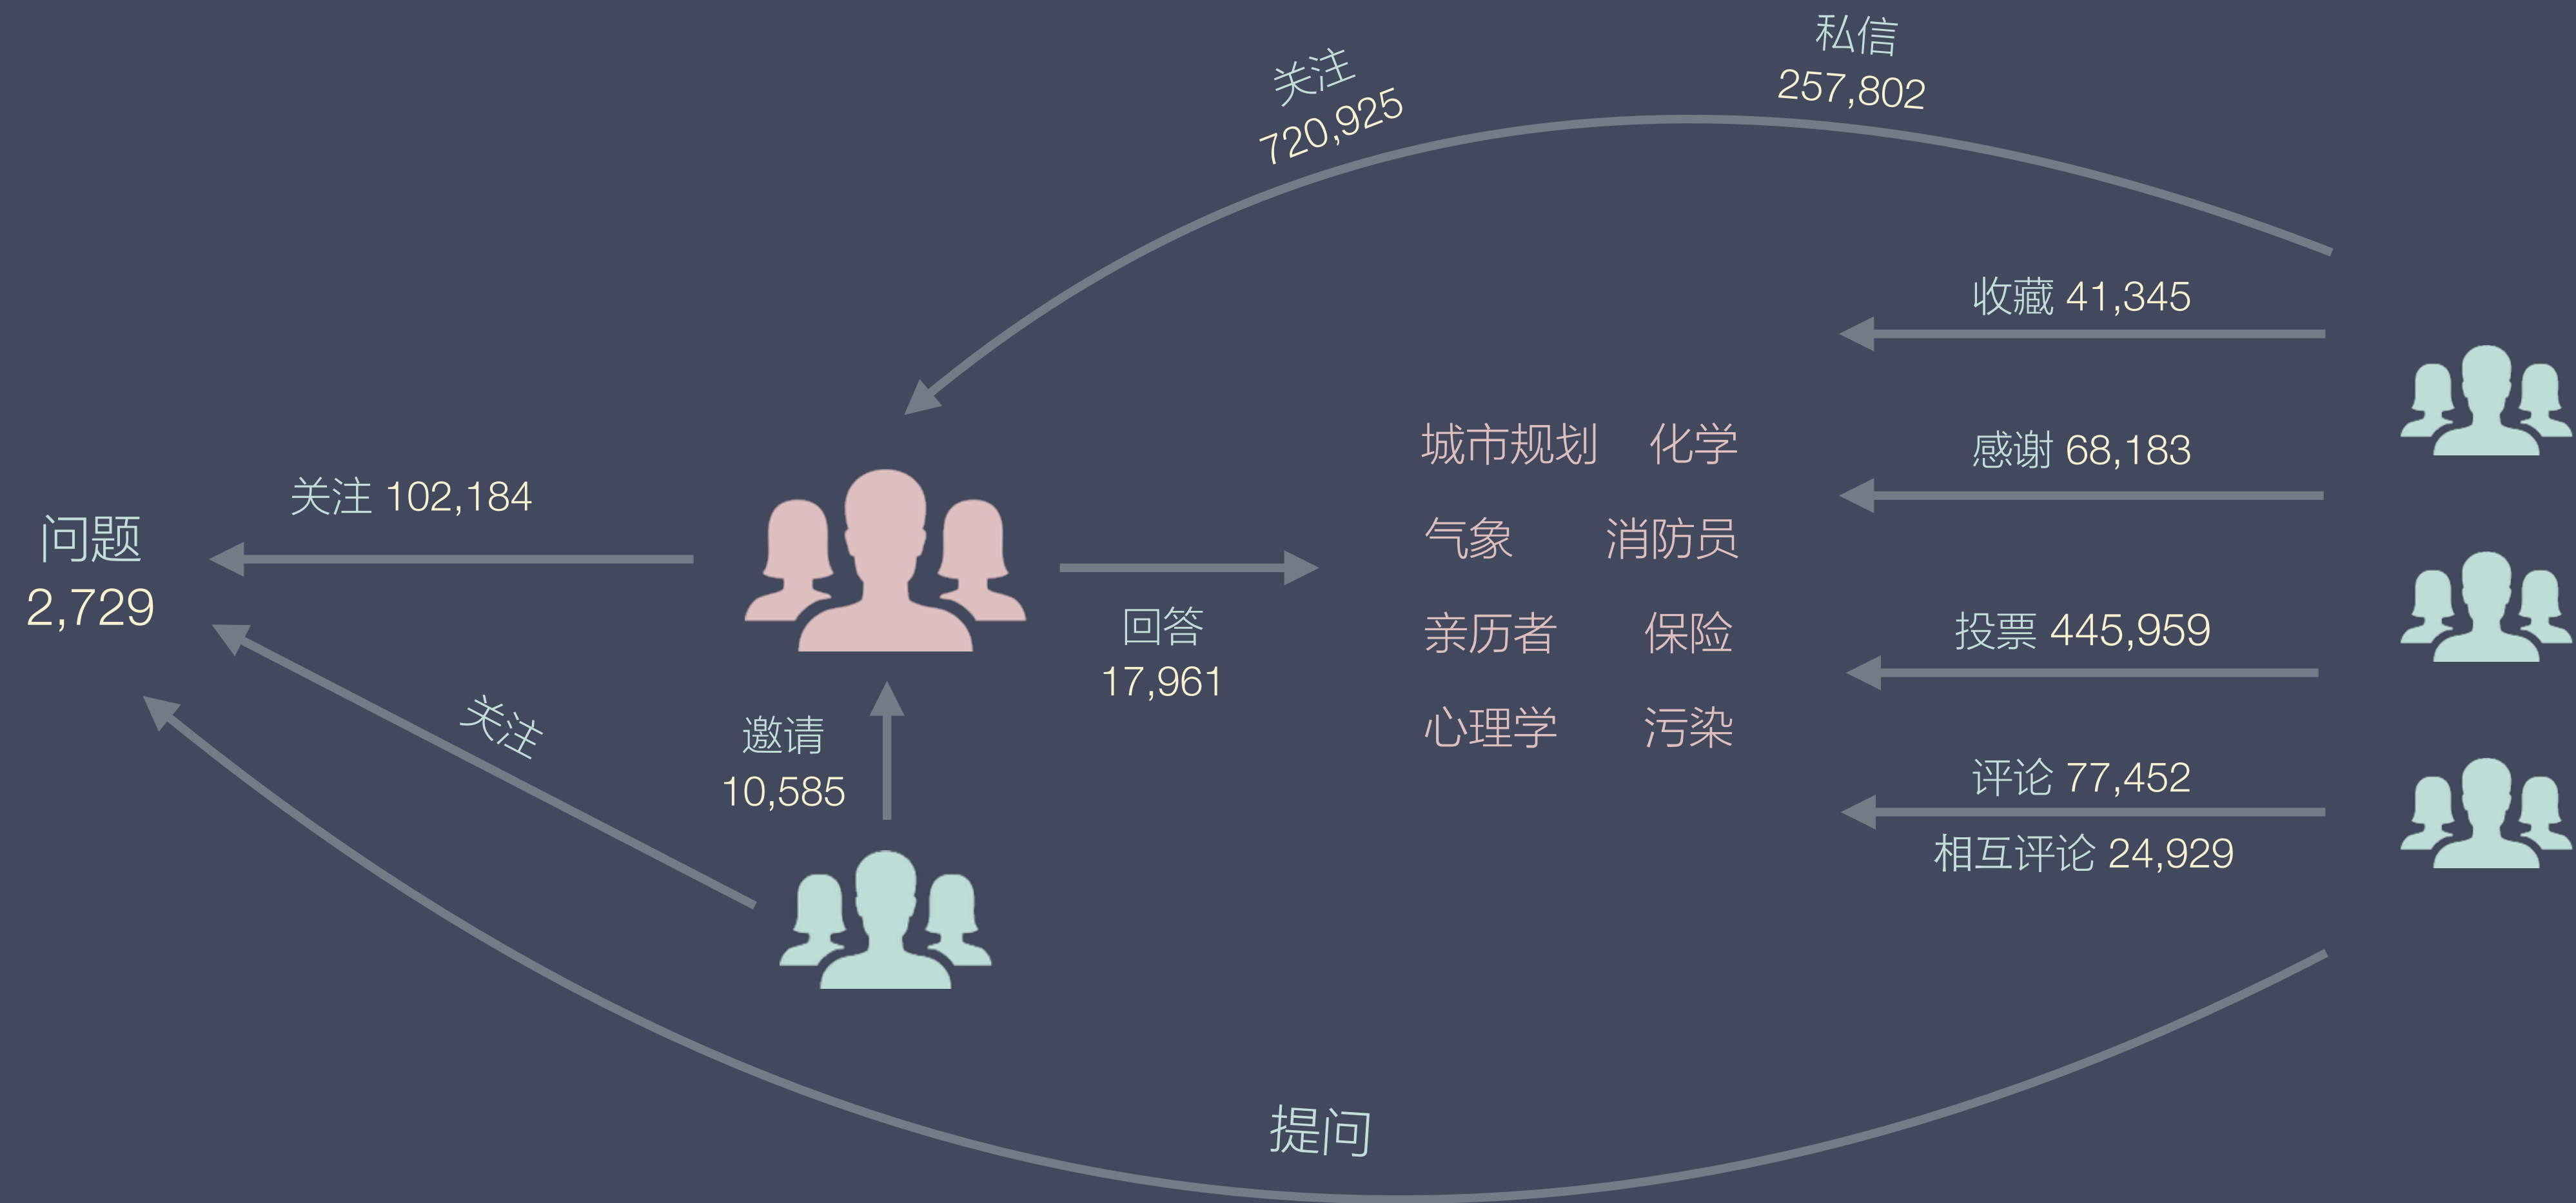 私信
257,802
关注
720,925
收藏 41,345
城市规划 化学
感谢 68,183
关注 102,184
问题
2,729
气象 消防员
回答
17,961
亲历者 保险
投票 445,959
关注
邀请
10,585
心理学 污染
评论 77,452
相互评论 24,929
提问